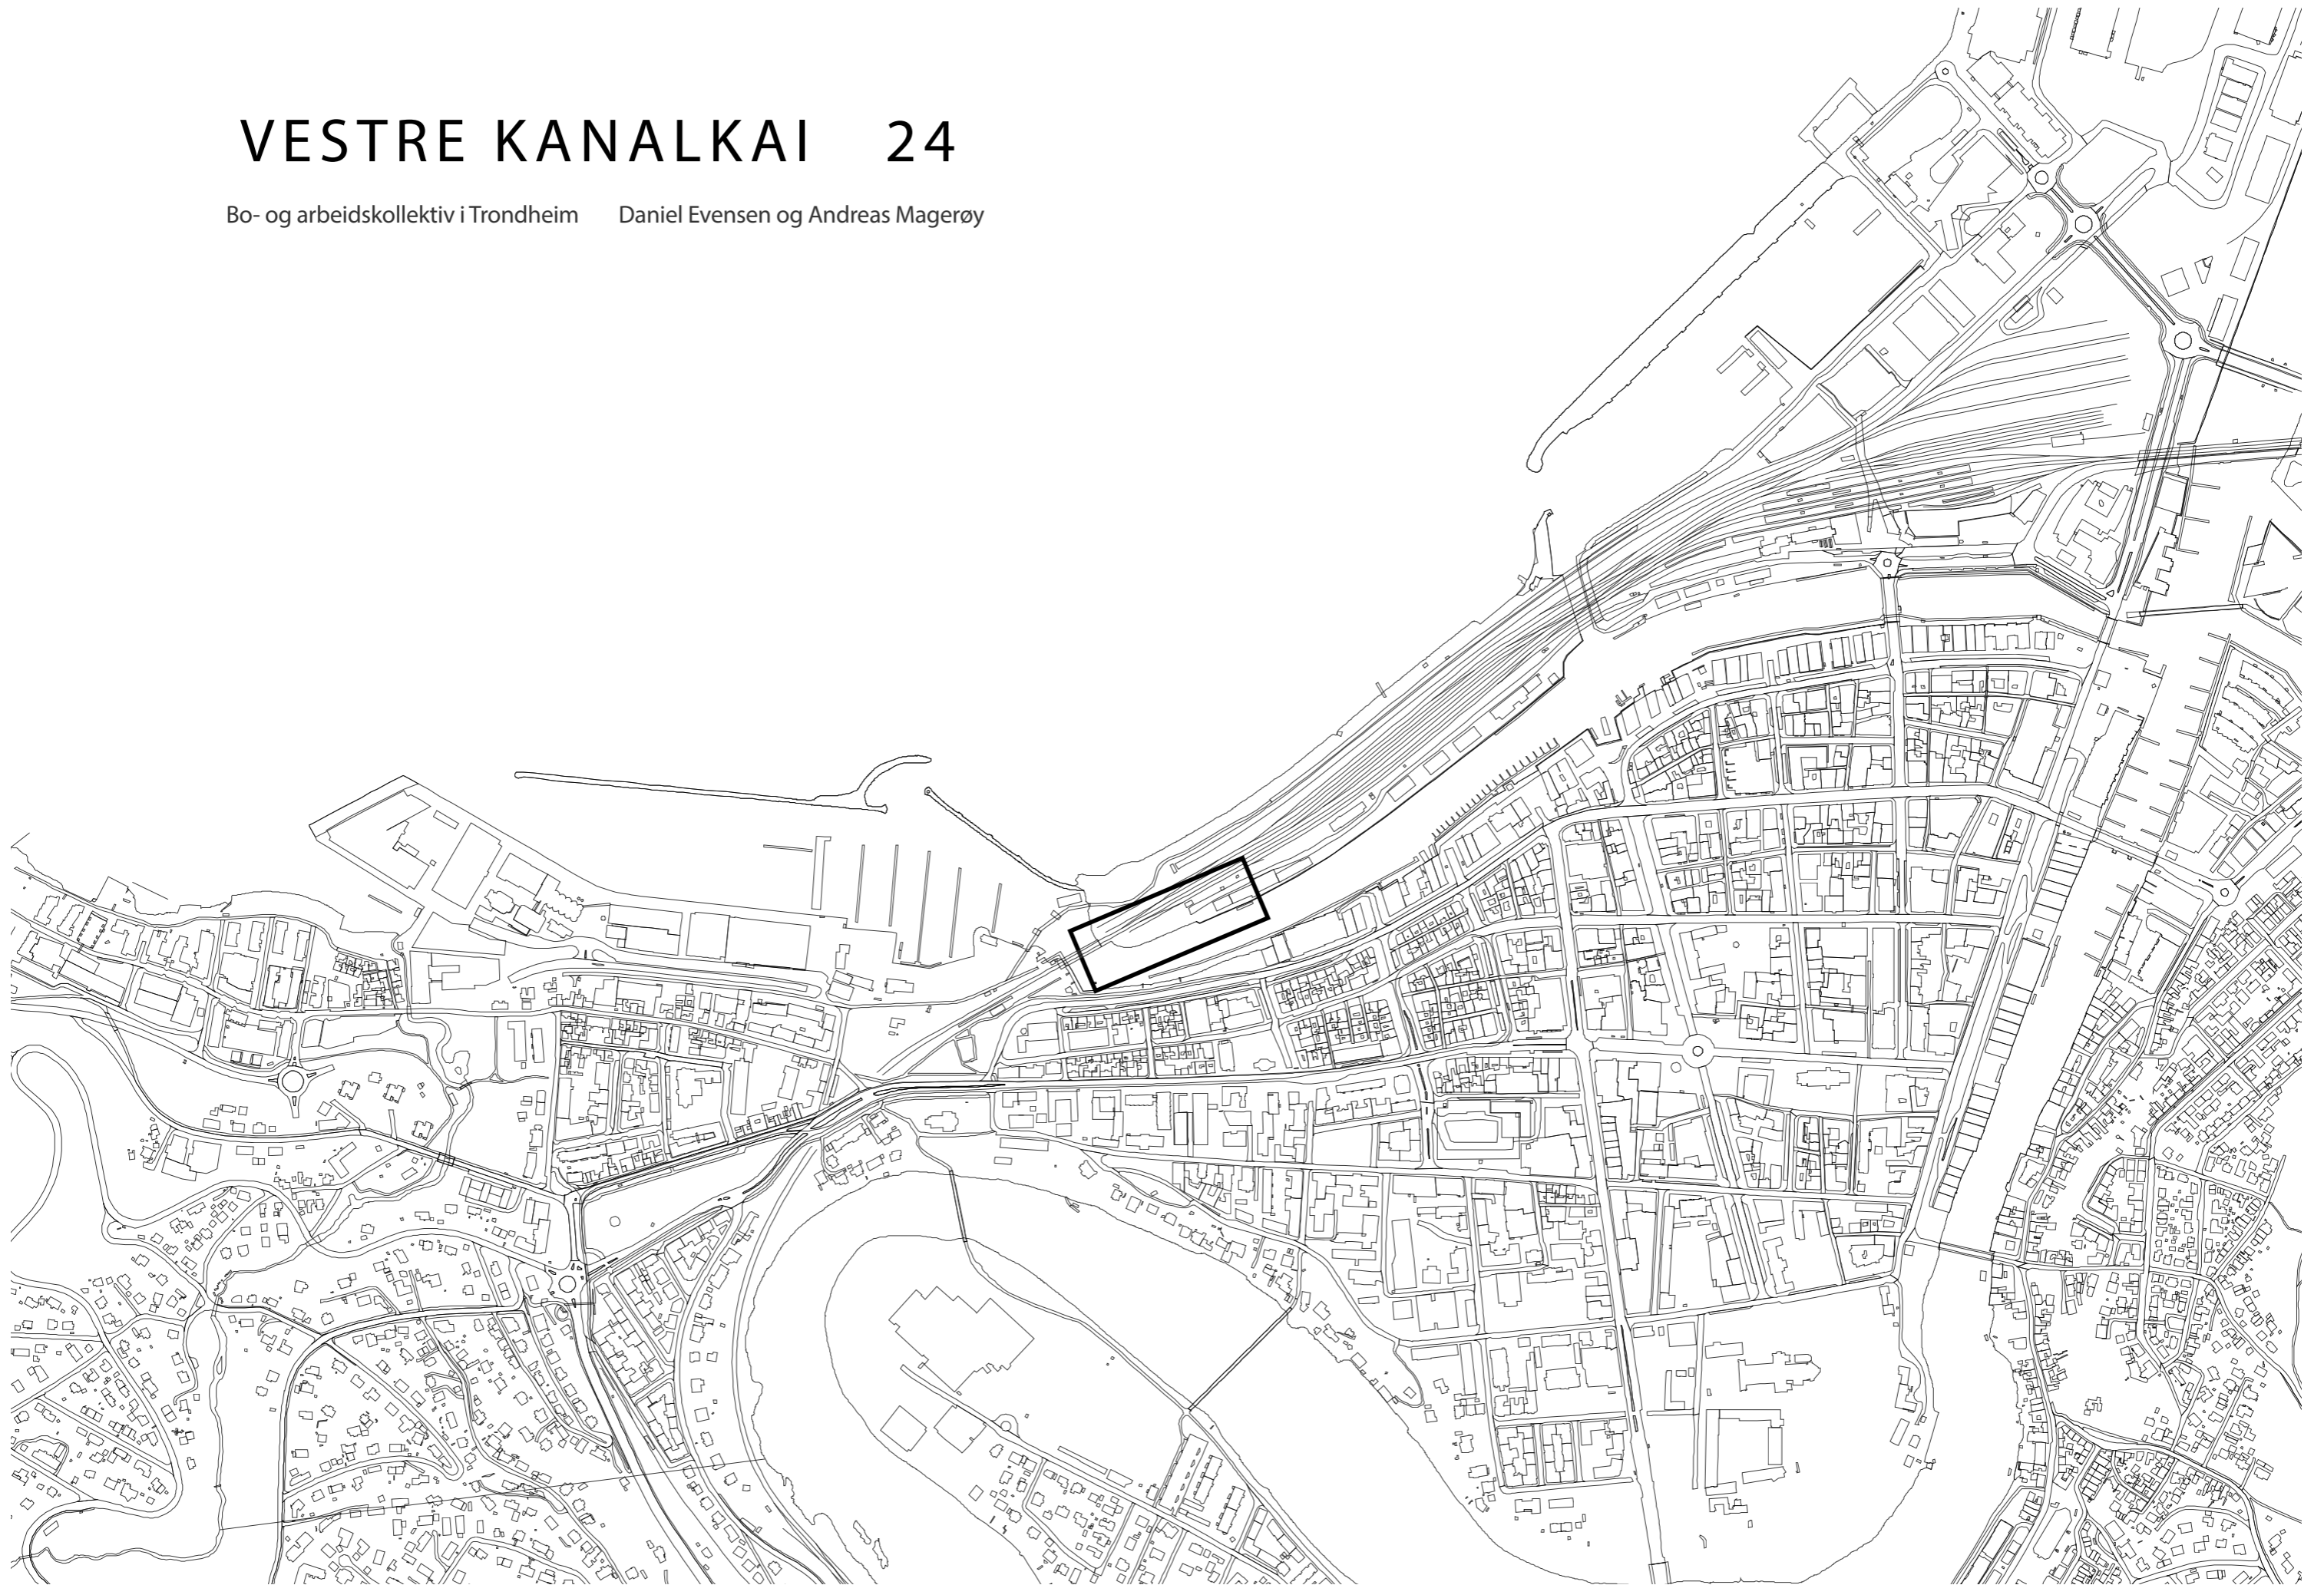 VESTRE KANALKAI 24
Bo- og arbeidskollektiv i Trondheim Daniel Evensen og Andreas Magerøy